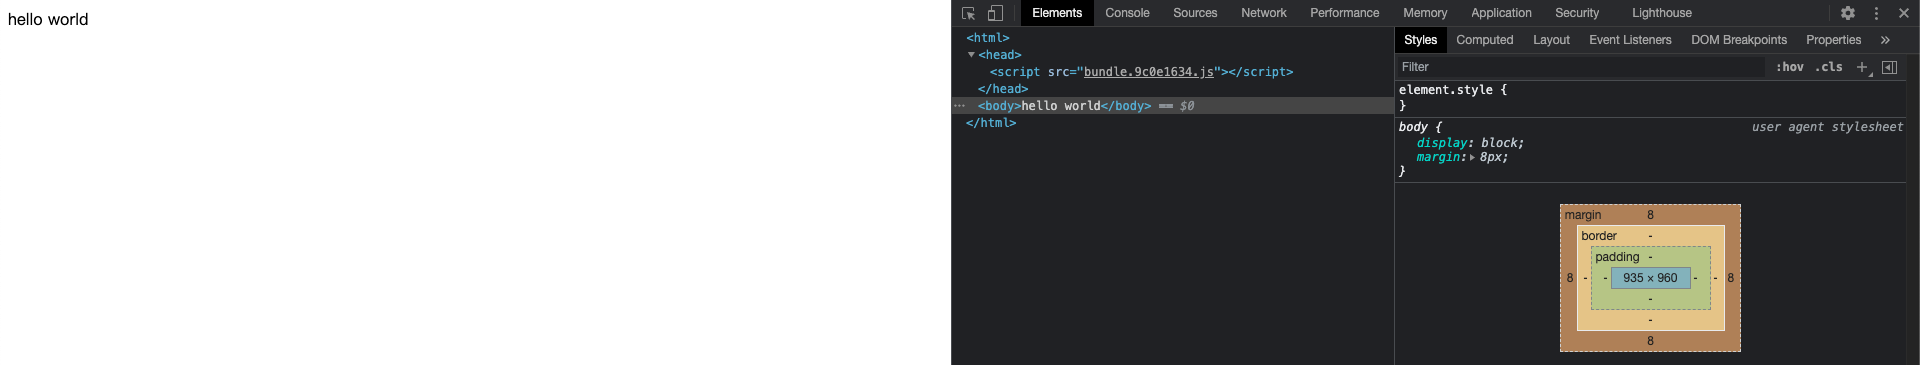 hello world
Elements Console Sources Network Performance Memory Application Security Lighthouse
<html>
<head>
<script src="bundle.9c0e1634.js"></script>
</head>
<body>hello world</body> == $0
</html>
Styles Computed Layout Event Listeners DOM Breakpoints Properties »
Filter :hov .cls +
element.style {
}
body { user agent stylesheet
display: block;
margin: 8px;
}
margin 8
border -
padding -
8 - - 935 × 960 - - 8
-
-
8